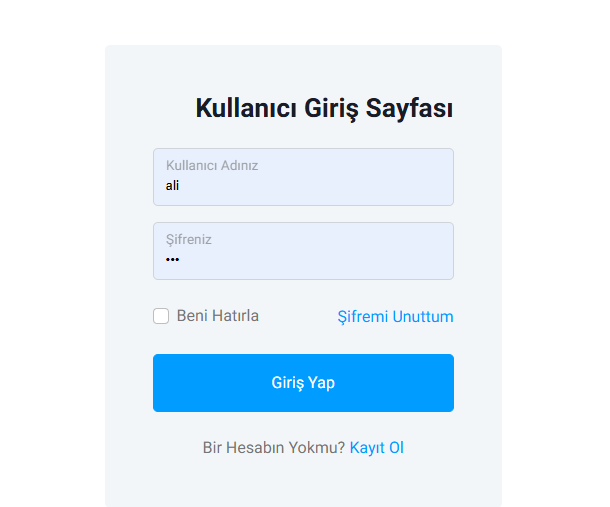 Kullanıcı Giriş Sayfası
Kullanıcı Adınız
ali
Şifreniz
•••
Beni Hatırla Şifremi Unuttum
Giriş Yap
Bir Hesabın Yokmu? Kayıt Ol